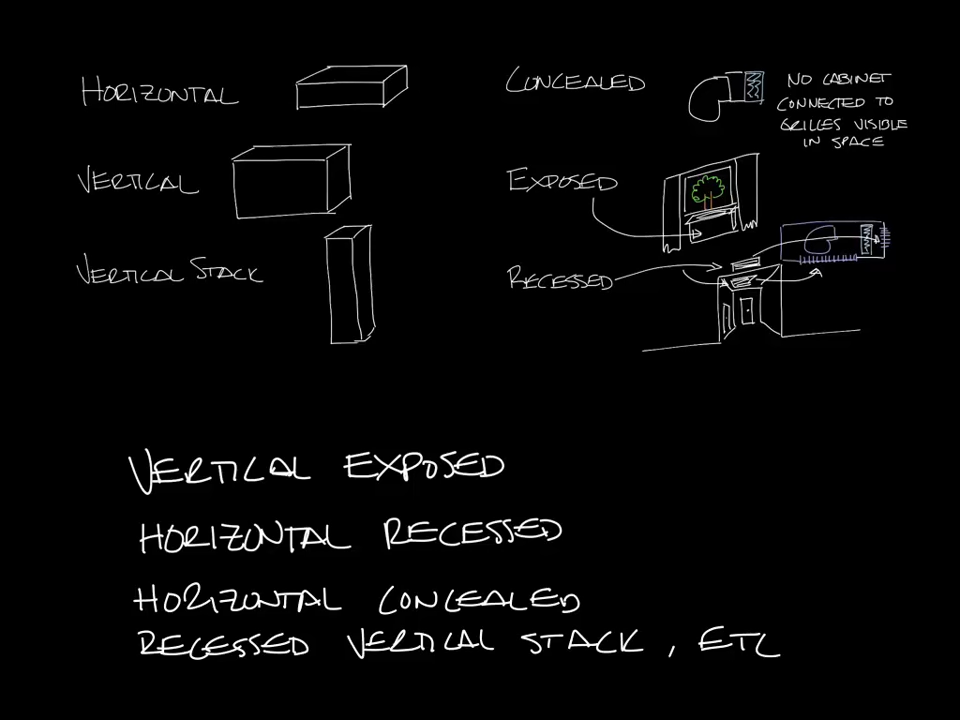 HORIZONTAL
VERTICAL
VERTICAL STACK
CONCEALED
NO CABINET
CONNECTED TO
GRILLES VISIBLE
IN SPACE
EXPOSED
RECESSED
VERTICAL EXPOSED
HORIZONTAL RECESSED
HORIZONTAL CONCEALED
RECESSED VERTICAL STACK, ETC